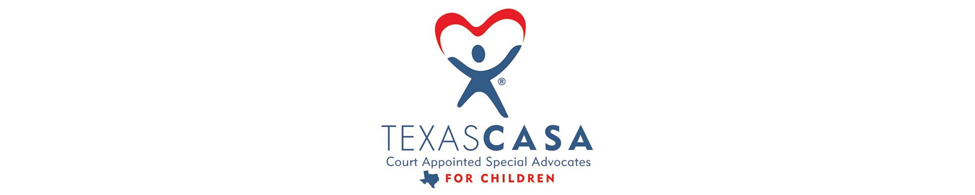 ®
TEXASCASA
Court Appointed Special Advocates
FOR CHILDREN